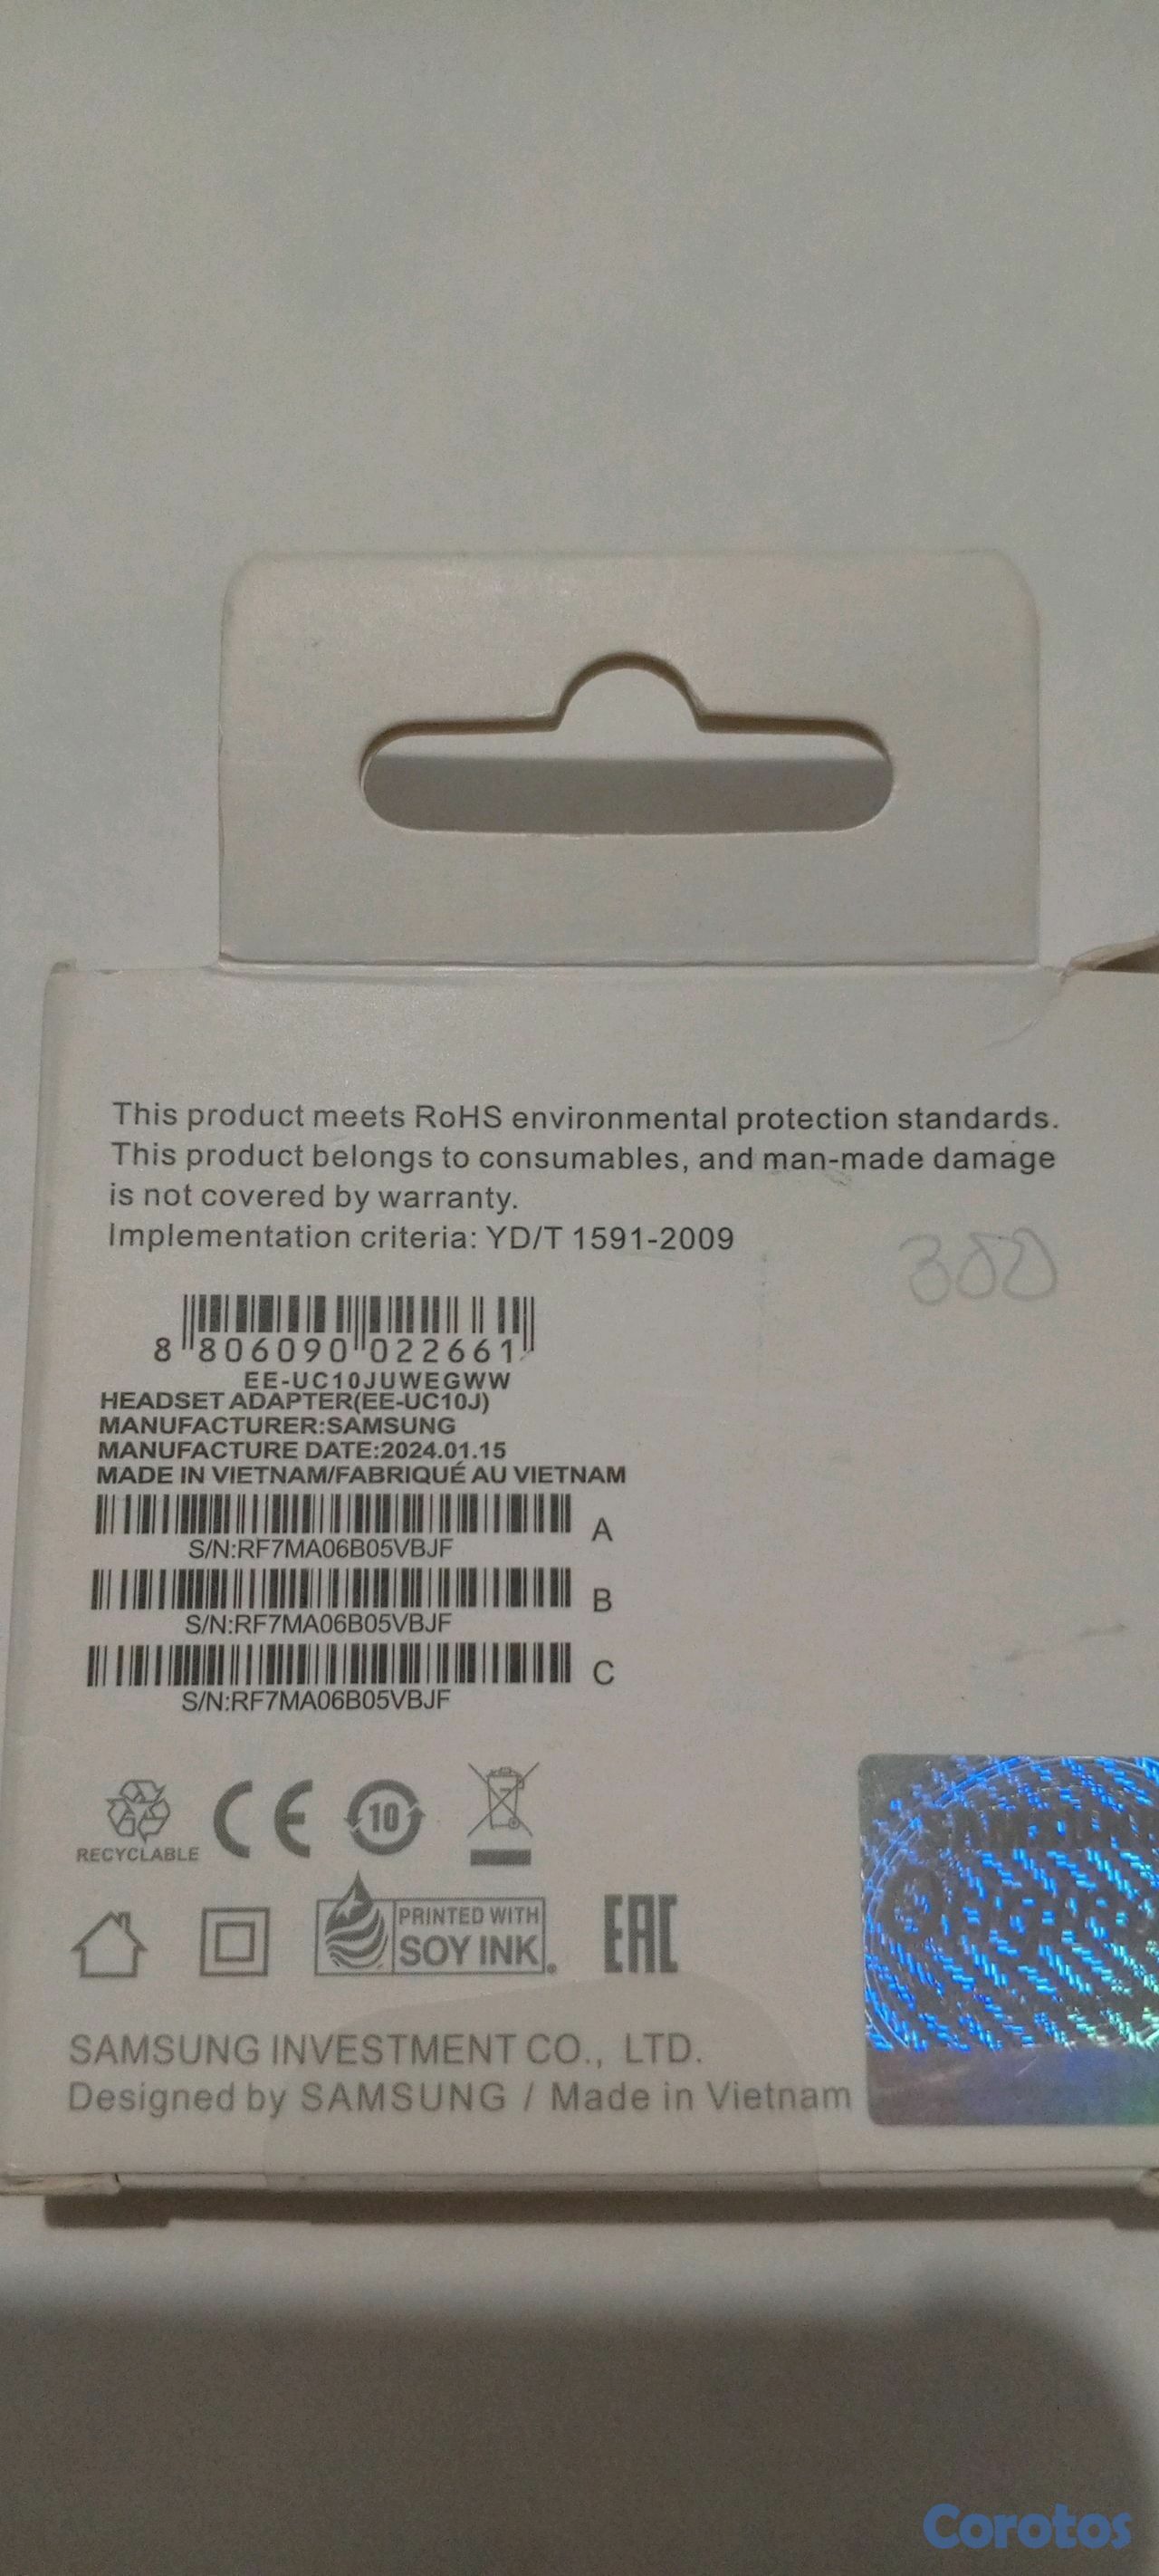 This product meets RoHS environmental protection standards.
This product belongs to consumables, and man-made damage
is not covered by warranty.
Implementation criteria: YD/T 1591-2009
300
8 806090 022661
EE-UC10JUWEGWW
HEADSET ADAPTER(EE-UC10J)
MANUFACTURER:SAMSUNG
MANUFACTURE DATE:2024.01.15
MADE IN VIETNAM/FABRIQUÉ AU VIETNAM
A
S/N:RF7MA06B05VBJF
B
S/N:RF7MA06B05VBJF
C
S/N:RF7MA06B05VBJF
RECYCLABLE
CE
10
PRINTED WITH
SOY INK
EAC
SAMSUNG INVESTMENT CO., LTD.
Designed by SAMSUNG / Made in Vietnam
Corotos